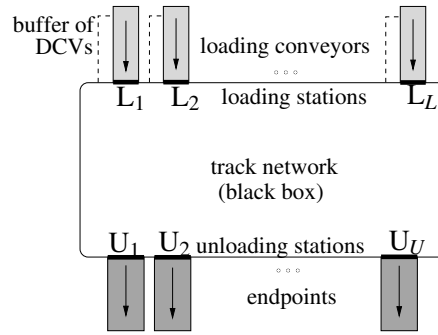 buffer of
DCVs
loading conveyors
L1 L2 loading stations LL
track network
(black box)
U1 U2 unloading stations UU
endpoints